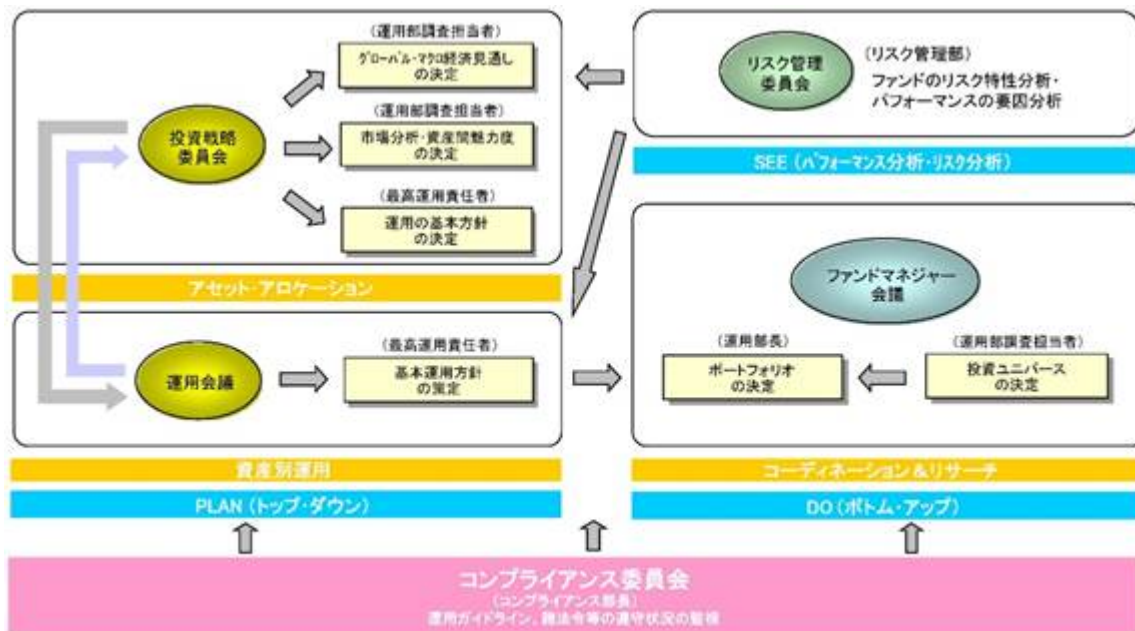 (運用部調査担当者)
グローバル・マクロ経済見通し
の決定
(運用部調査担当者)
市場分析・資産間魅力度
の決定
(最高運用責任者)
運用の基本方針
の決定
投資戦略
委員会
アセット・アロケーション
運用会議
(最高運用責任者)
基本運用方針
の策定
資産別運用
PLAN (トップ・ダウン)
リスク管理
委員会
(リスク管理部)
ファンドのリスク特性分析・
パフォーマンスの要因分析
SEE (パフォーマンス分析・リスク分析)
ファンドマネジャー
会議
(運用部長)
ポートフォリオ
の決定
(運用部調査担当者)
投資ユニバース
の決定
コーディネーション&リサーチ
DO (ボトム・アップ)
コンプライアンス委員会
(コンプライアンス部長)
運用ガイドライン、諸法令等の遵守状況の監視